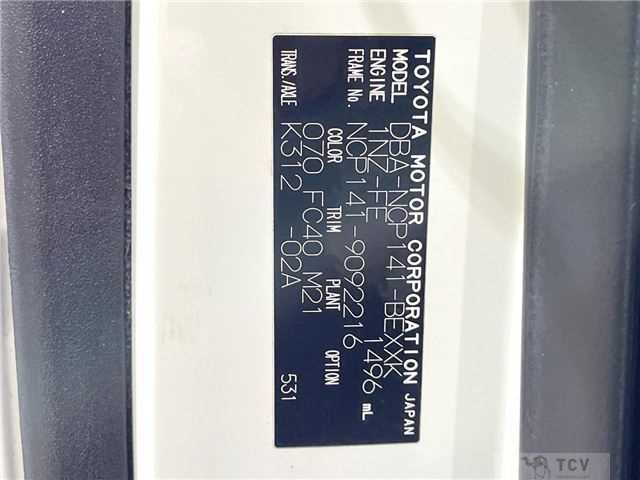 TOYOTA MOTOR CORPORATION JAPAN
MODEL DBA-NCP141-BEXXK
ENGINE 1NZ-FE 1496 mL
FRAME No. NCP141-9092216
COLOR TRIM PLANT OPTION
070 FC40 M21
TRANS./AXLE K312 -02A 531
TCV